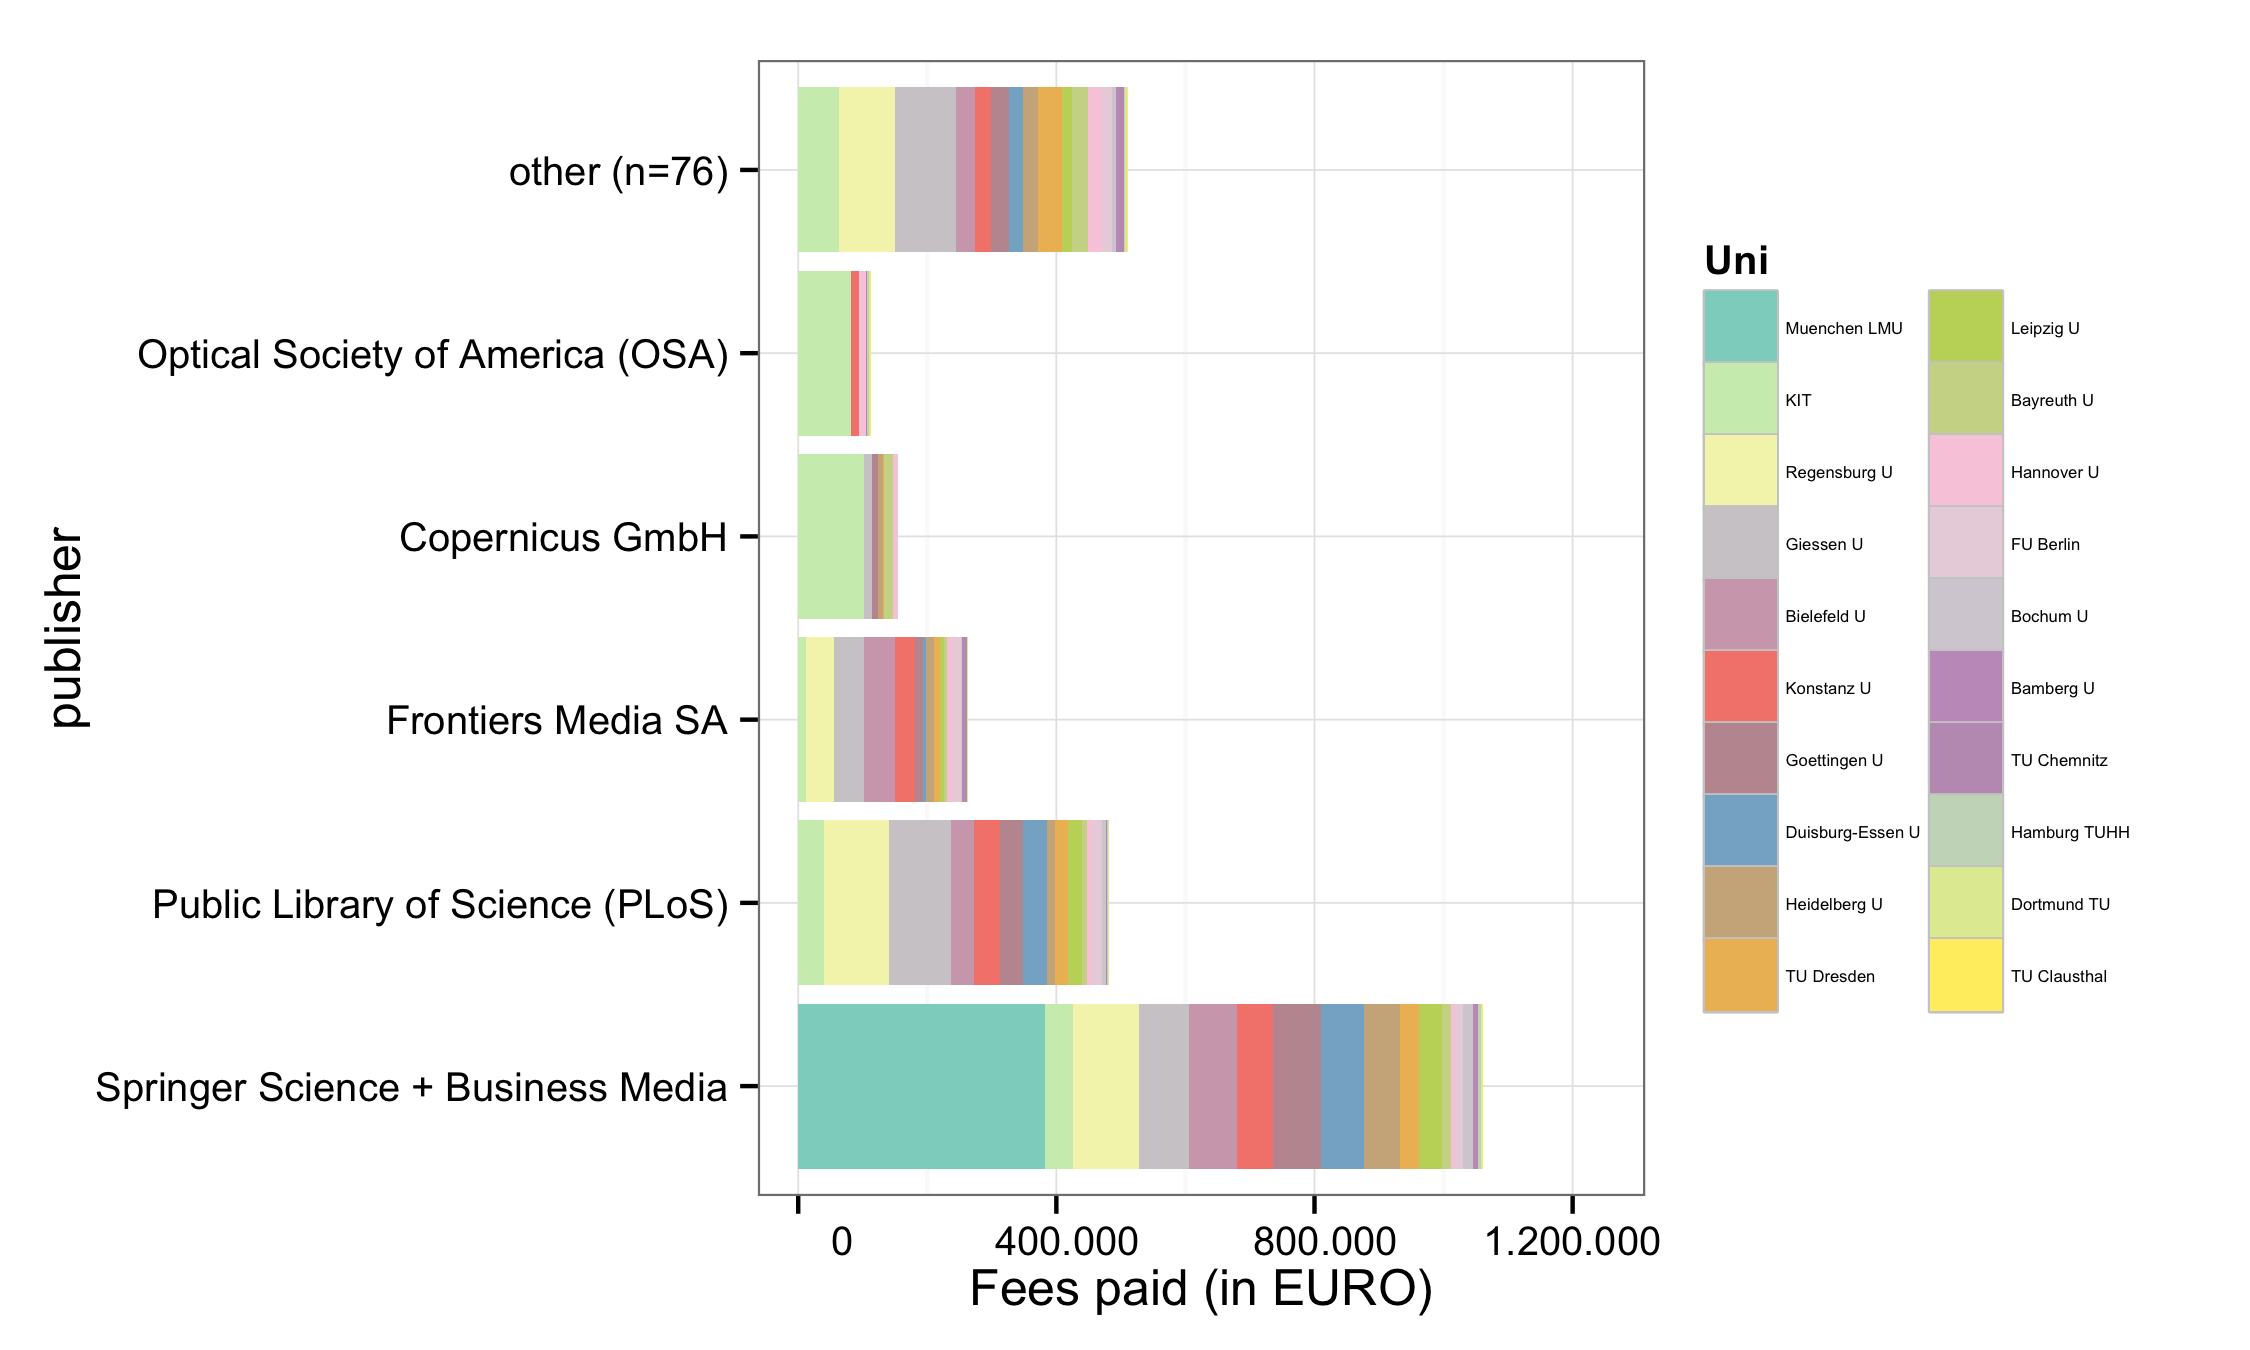 other (n=76)
Optical Society of America (OSA)
Copernicus GmbH
Frontiers Media SA
Public Library of Science (PLoS)
Springer Science + Business Media
publisher
0
400.000
800.000
1.200.000
Fees paid (in EURO)
Uni
Muenchen LMU
KIT
Regensburg U
Giessen U
Bielefeld U
Konstanz U
Goettingen U
Duisburg-Essen U
Heidelberg U
TU Dresden
Leipzig U
Bayreuth U
Hannover U
FU Berlin
Bochum U
Bamberg U
TU Chemnitz
Hamburg TUHH
Dortmund TU
TU Clausthal